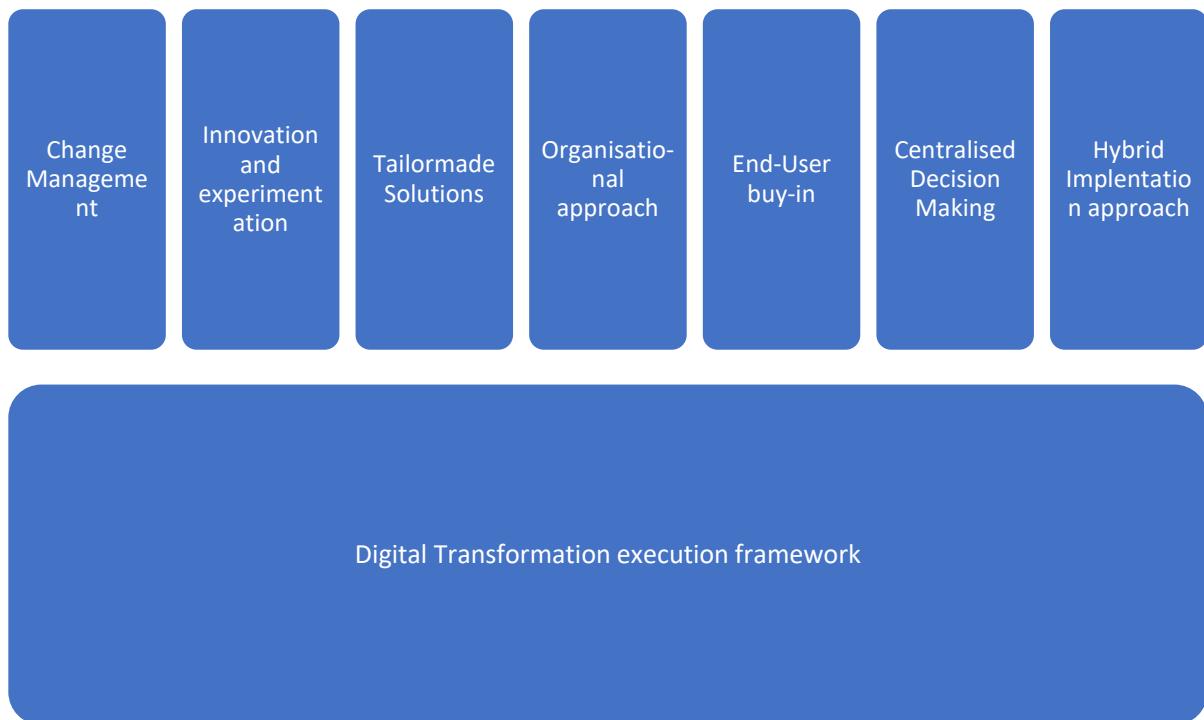 Change
Manageme
nt
Innovation
and
experiment
ation
Tailormade
Solutions
Organisatio-
nal
approach
End-User
buy-in
Centralised
Decision
Making
Hybrid
Implentatio
n approach
Digital Transformation execution framework